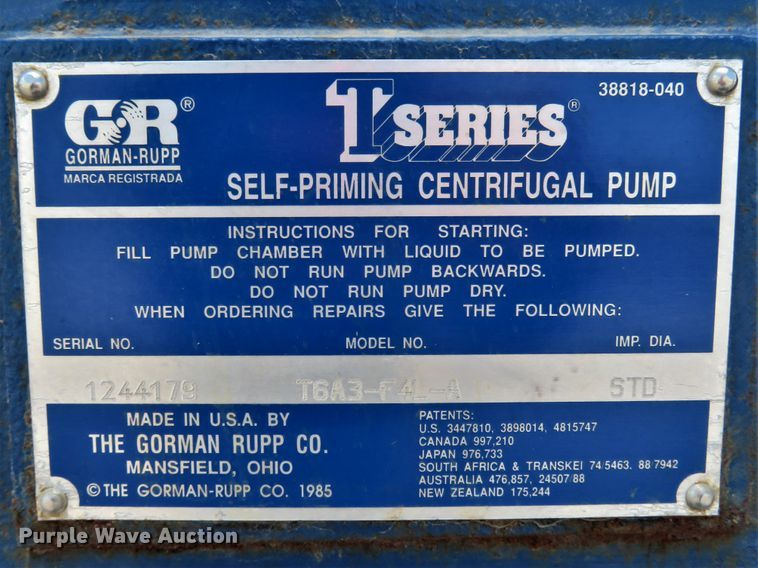 GR®
GORMAN-RUPP
MARCA REGISTRADA
T SERIES®
38818-040
SELF-PRIMING CENTRIFUGAL PUMP
INSTRUCTIONS FOR STARTING:
FILL PUMP CHAMBER WITH LIQUID TO BE PUMPED.
DO NOT RUN PUMP BACKWARDS.
DO NOT RUN PUMP DRY.
WHEN ORDERING REPAIRS GIVE THE FOLLOWING:
SERIAL NO. MODEL NO. IMP. DIA.
1244179 T6A3-F4L-A STD
MADE IN U.S.A. BY
THE GORMAN RUPP CO.
MANSFIELD, OHIO
© THE GORMAN-RUPP CO. 1985
PATENTS:
U.S. 3447810, 3898014, 4815747
CANADA 997,210
JAPAN 976,733
SOUTH AFRICA & TRANSKEI 74 5463. 88 7942
AUSTRALIA 476,857, 24507/88
NEW ZEALAND 175,244
Purple Wave Auction